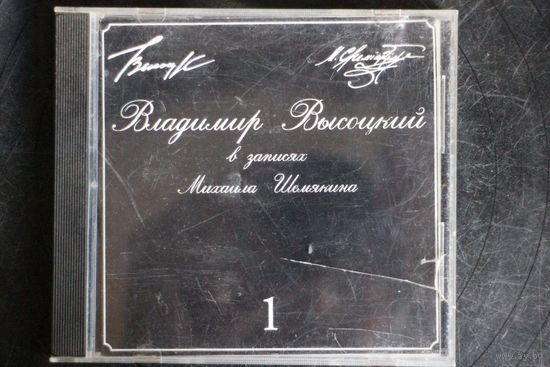 Владимир Высоцкий
в записях
Михаила Шемякина
1